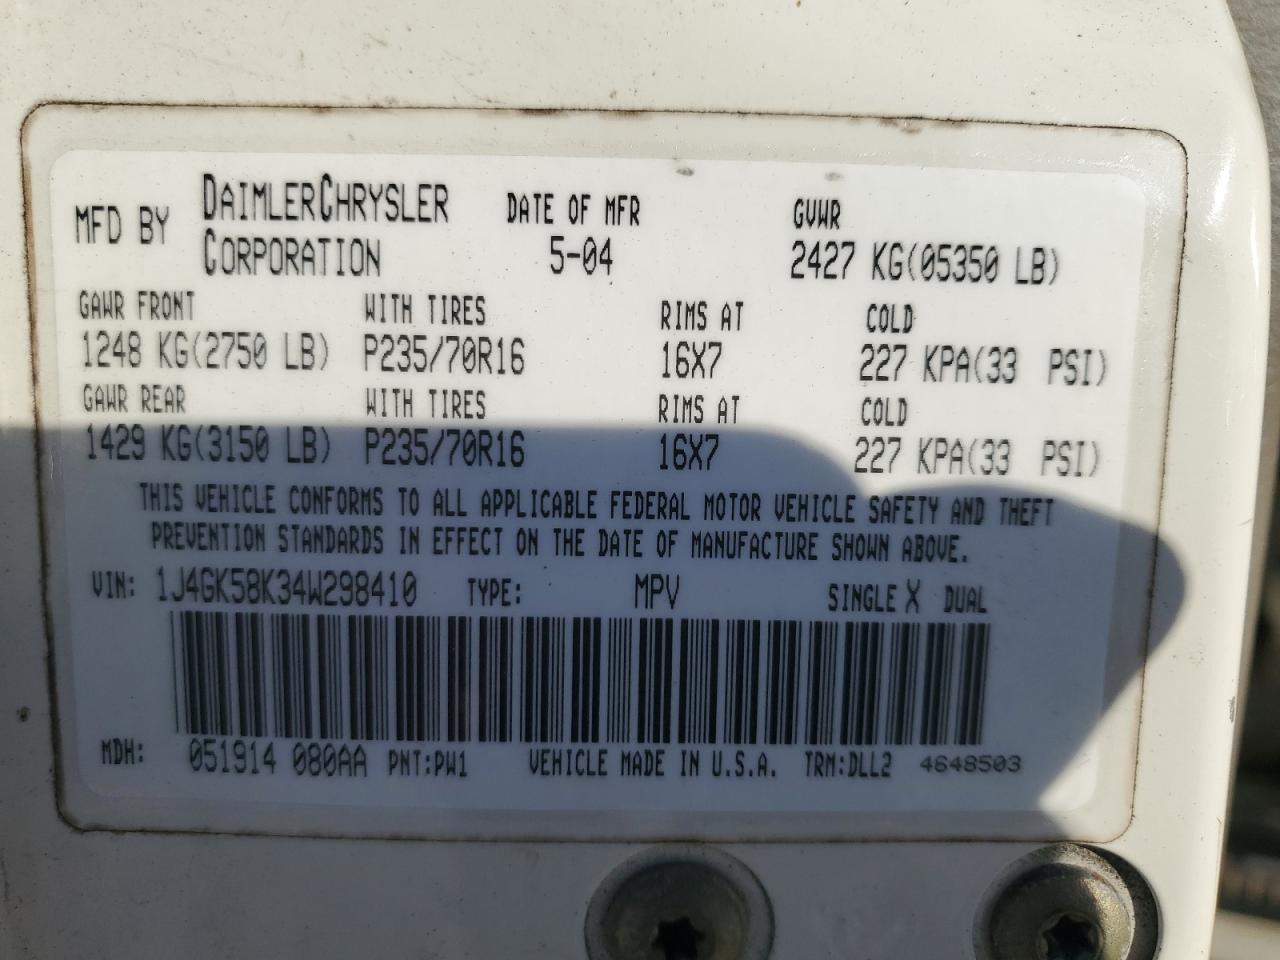 MFD BY DAIMLERCHRYSLER CORPORATION DATE OF MFR 5-04 GVWR 2427 KG(05350 LB)
GAWR FRONT WITH TIRES RIMS AT COLD
1248 KG(2750 LB) P235/70R16 16X7 227 KPA(33 PSI)
GAWR REAR WITH TIRES RIMS AT COLD
1429 KG(3150 LB) P235/70R16 16X7 227 KPA(33 PSI)
THIS VEHICLE CONFORMS TO ALL APPLICABLE FEDERAL MOTOR VEHICLE SAFETY AND THEFT
PREVENTION STANDARDS IN EFFECT ON THE DATE OF MANUFACTURE SHOWN ABOVE.
VIN: 1J4GK58K34W298410 TYPE: MPV SINGLE X DUAL
MDH: 051914 080AA PNT:PW1 VEHICLE MADE IN U.S.A. TRM:DLL2 4648503